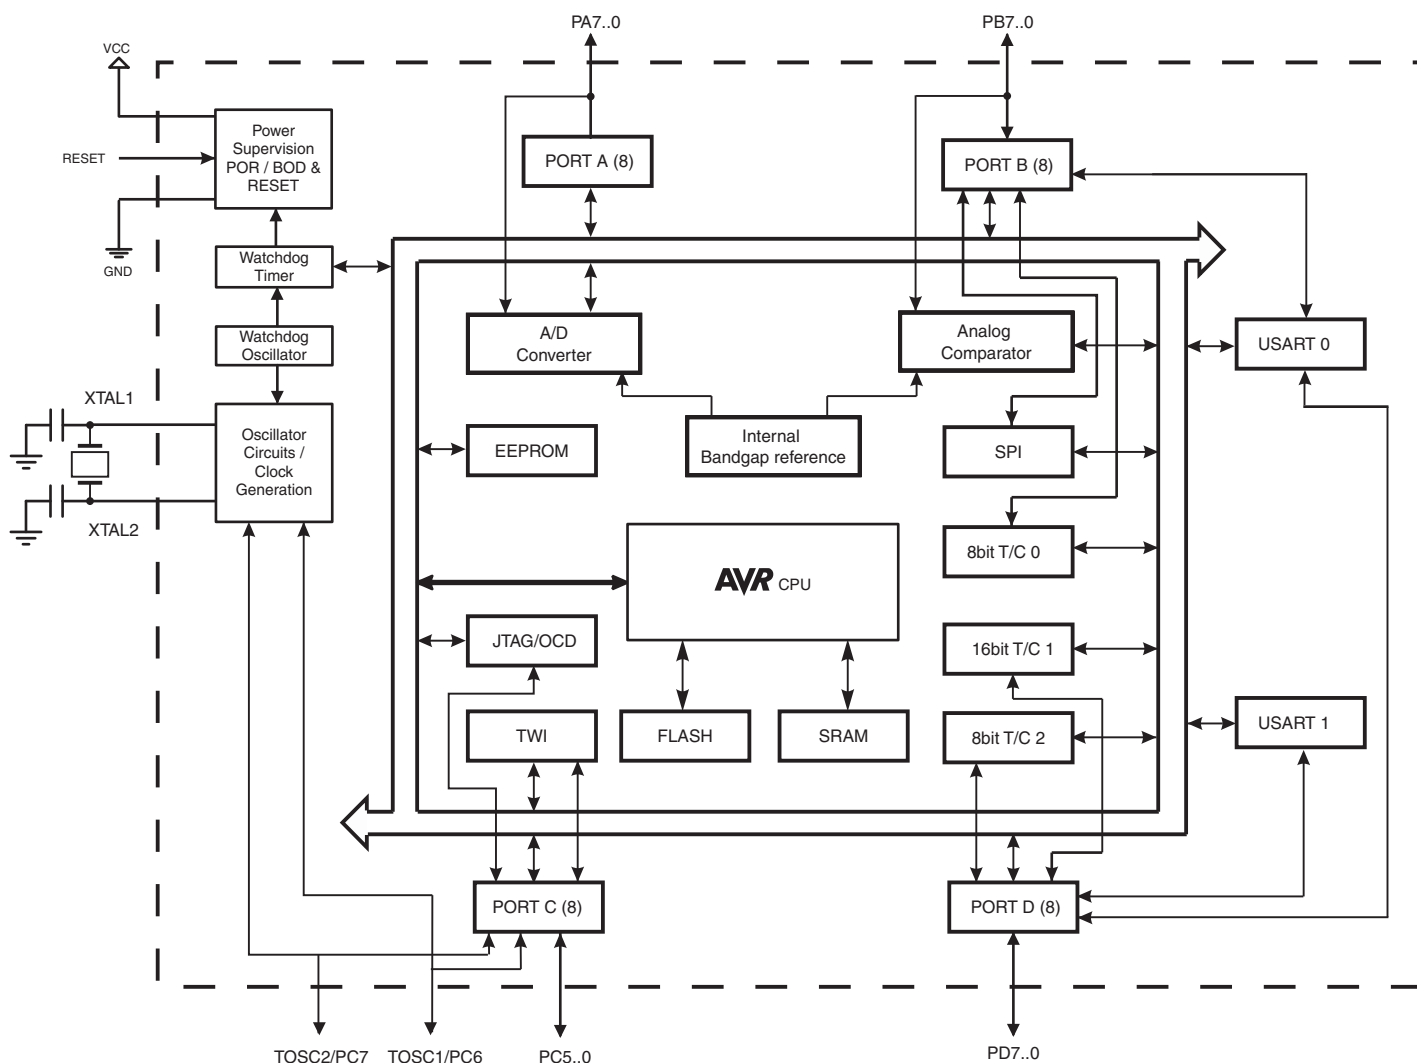 PA7..0
PB7..0
VCC
Power
Supervision
POR / BOD &
RESET
RESET
PORT A (8)
PORT B (8)
GND
Watchdog
Timer
Watchdog
Oscillator
A/D
Converter
Analog
Comparator
USART 0
XTAL1
Oscillator
Circuits /
Clock
Generation
XTAL2
EEPROM
Internal
Bandgap reference
SPI
8bit T/C 0
AVR CPU
JTAG/OCD
16bit T/C 1
TWI
FLASH
SRAM
8bit T/C 2
USART 1
PORT C (8)
PORT D (8)
TOSC2/PC7
TOSC1/PC6
PC5..0
PD7..0